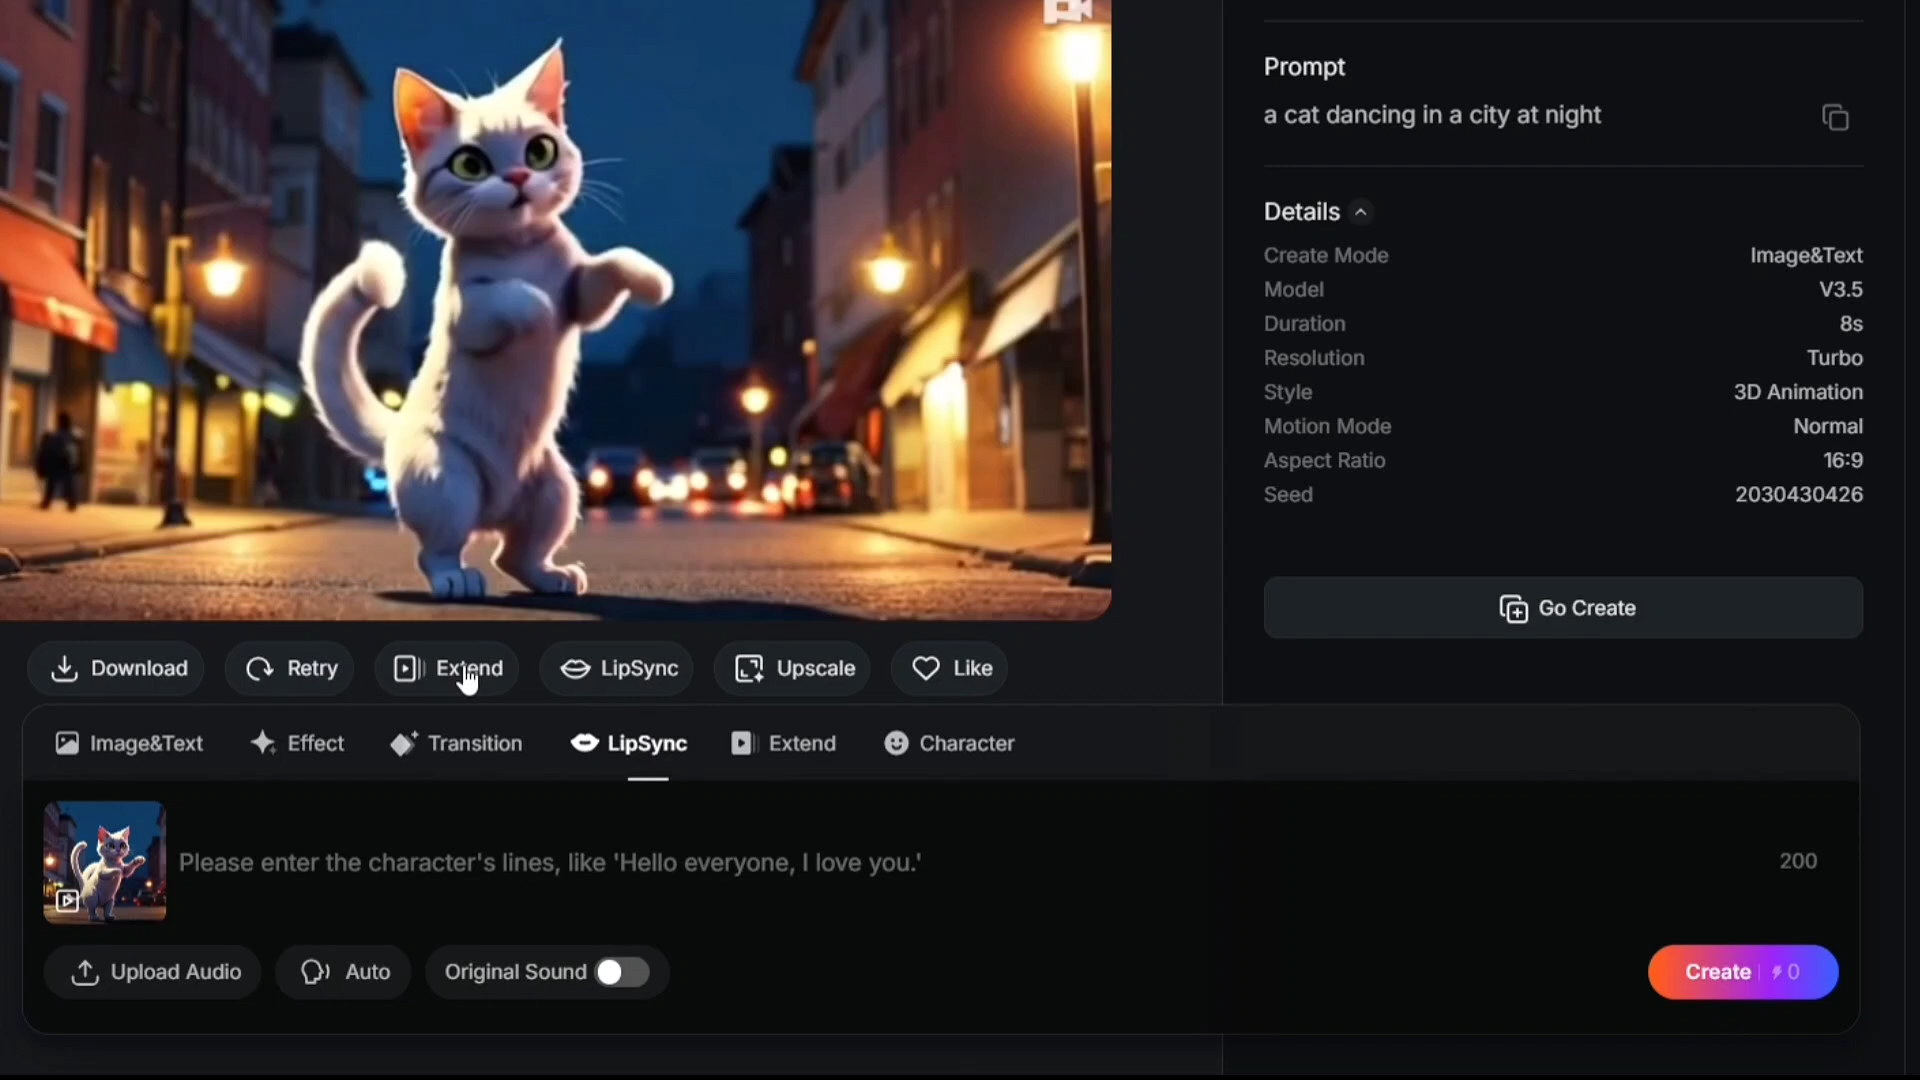 Prompt
a cat dancing in a city at night
Details
Create Mode Image&Text
Model V3.5
Duration 8s
Resolution Turbo
Style 3D Animation
Motion Mode Normal
Aspect Ratio 16:9
Seed 2030430426
Go Create
Download Retry Extend LipSync Upscale Like
Image&Text Effect Transition LipSync Extend Character
Please enter the character's lines, like 'Hello everyone, I love you.' 200
Upload Audio Auto Original Sound Create 0